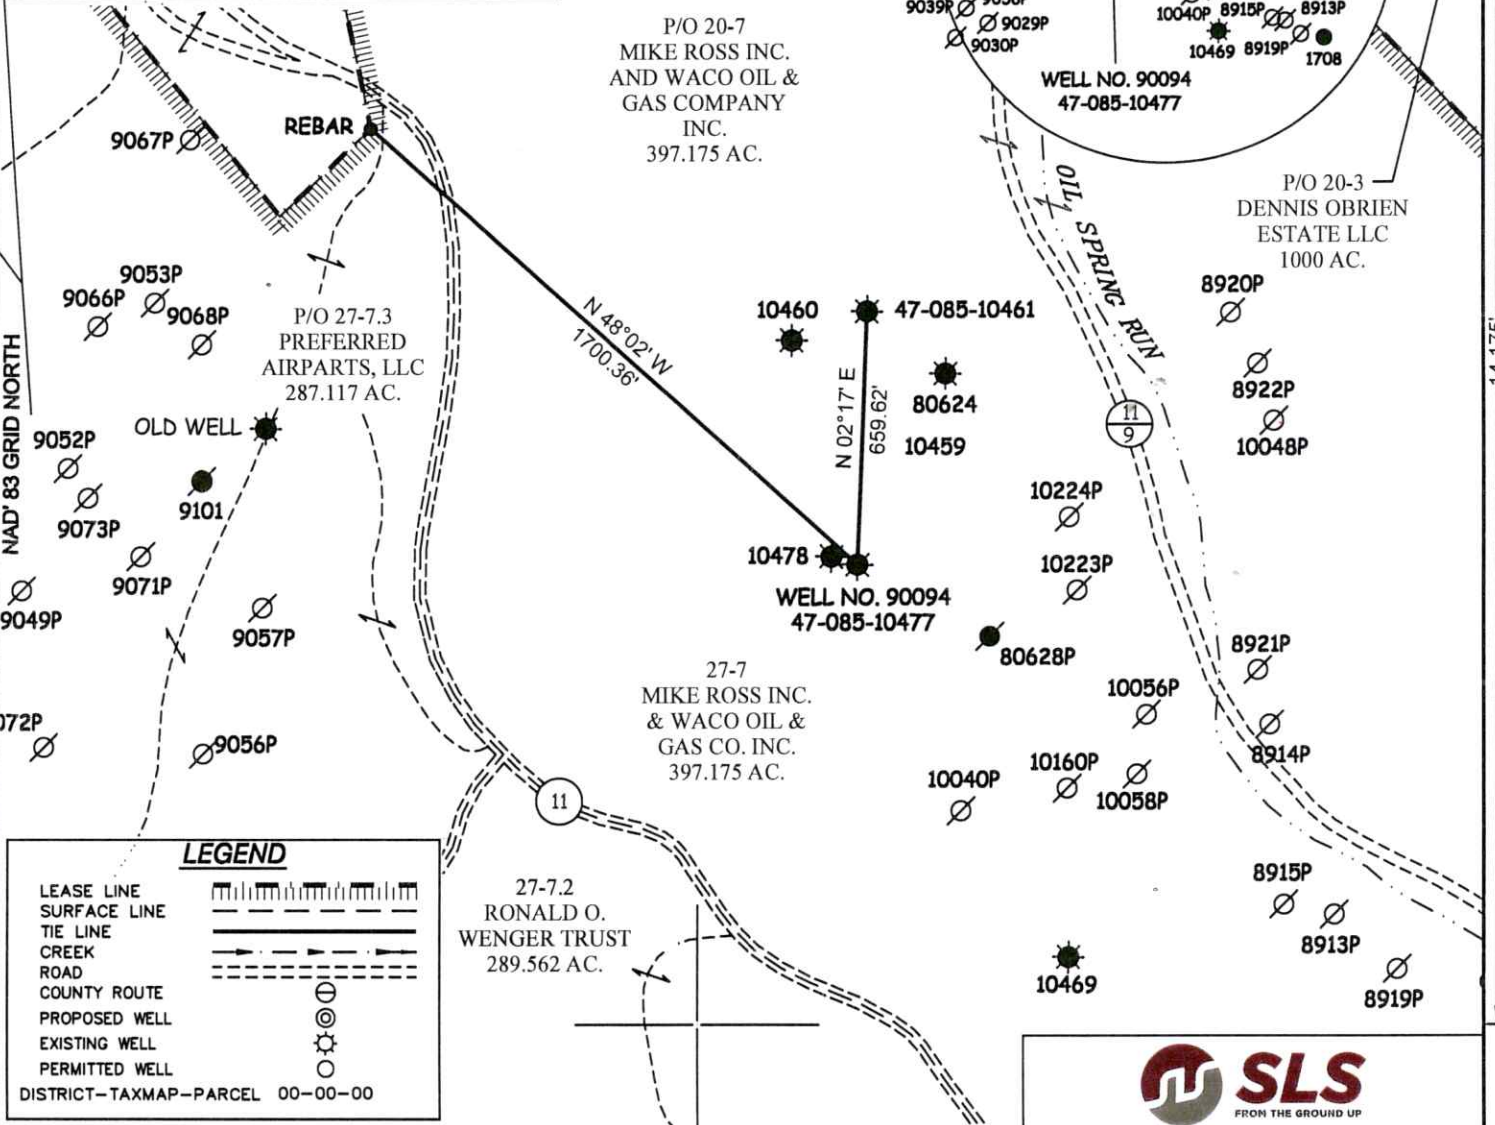 9039P
9029P
9030P
10040P
8915P
8913P
10469
8919P
1708
WELL NO. 90094
47-085-10477
P/O 20-7
MIKE ROSS INC.
AND WACO OIL &
GAS COMPANY
INC.
397.175 AC.
REBAR
9067P
OIL SPRING RUN
P/O 20-3
DENNIS OBRIEN
ESTATE LLC
1000 AC.
9053P
9066P
9068P
P/O 27-7.3
PREFERRED
AIRPARTS, LLC
287.117 AC.
N 48°02' W
1700.36'
10460
47-085-10461
80624
10459
N 02°17' E
659.62'
8920P
8922P
10048P
11
9
NAD' 83 GRID NORTH
OLD WELL
9052P
9101
9073P
9071P
9049P
9057P
072P
9056P
10478
WELL NO. 90094
47-085-10477
10224P
10223P
80628P
8921P
10056P
8914P
10160P
10058P
10040P
27-7
MIKE ROSS INC.
& WACO OIL &
GAS CO. INC.
397.175 AC.
11
27-7.2
RONALD O.
WENGER TRUST
289.562 AC.
8915P
8913P
8919P
10469
LEGEND
LEASE LINE
SURFACE LINE
TIE LINE
CREEK
ROAD
COUNTY ROUTE
PROPOSED WELL
EXISTING WELL
PERMITTED WELL
DISTRICT-TAXMAP-PARCEL 00-00-00
SLS
FROM THE GROUND UP